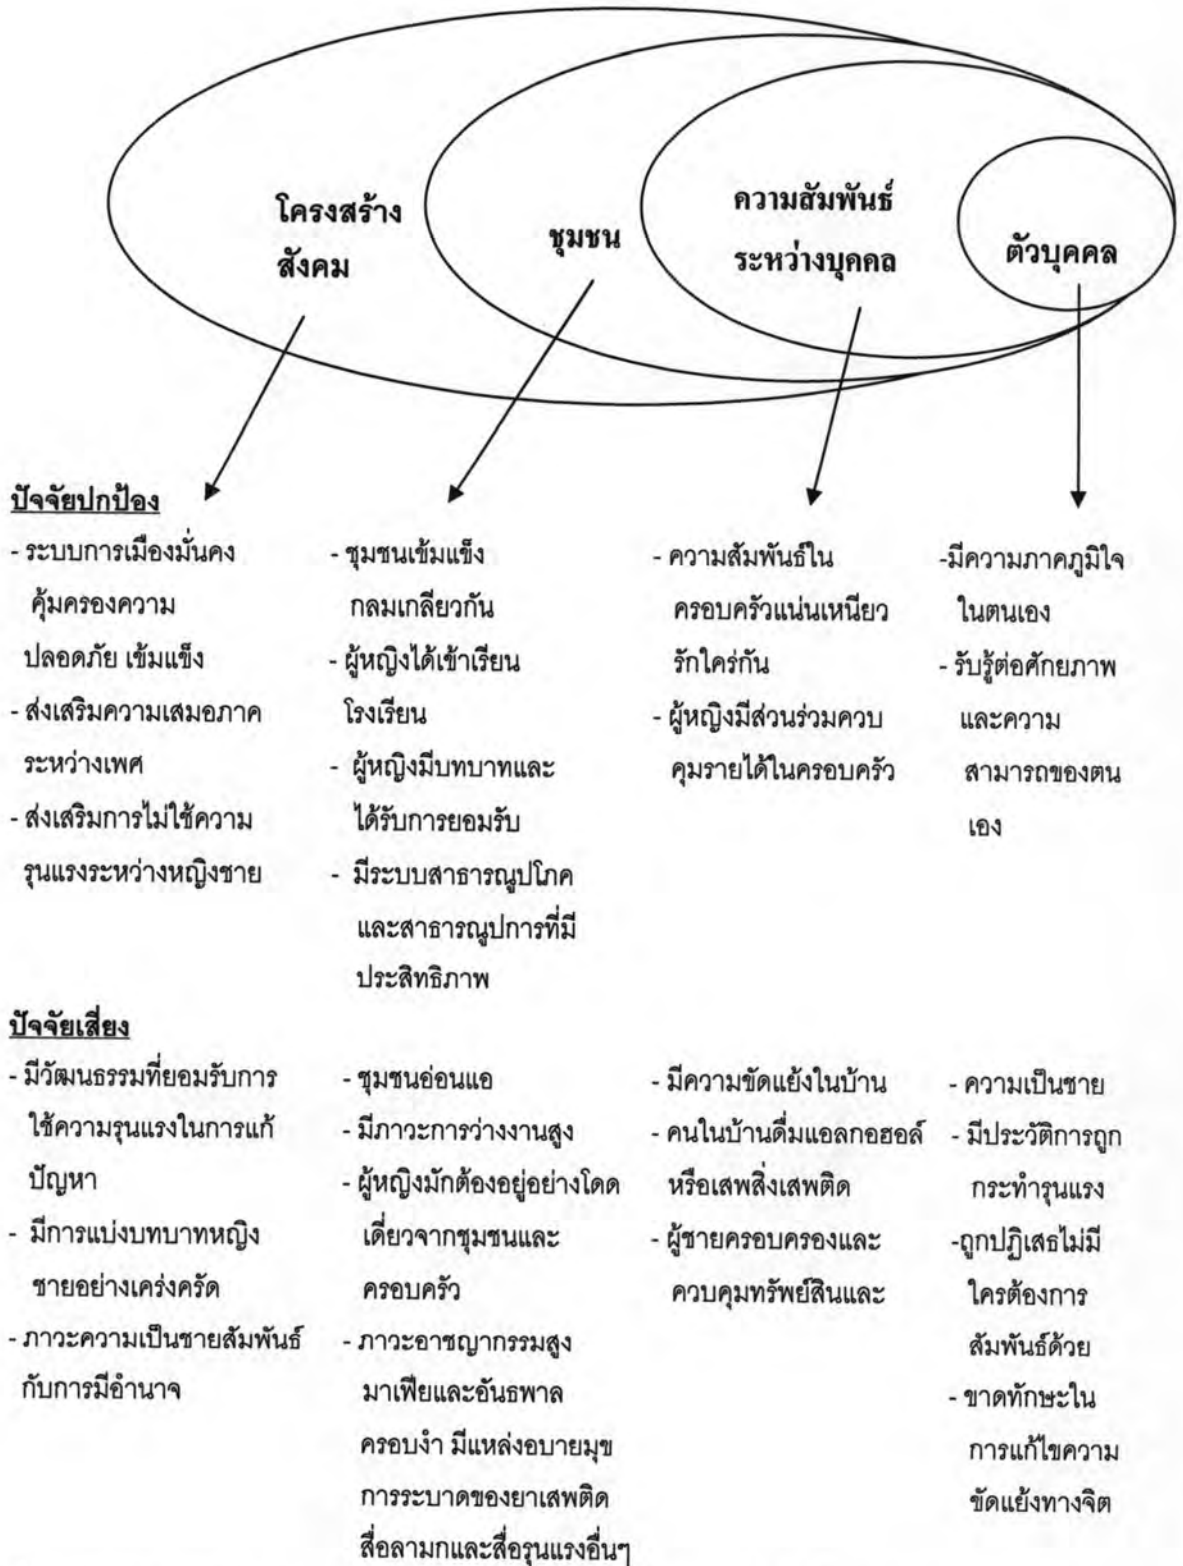 โครงสร้าง
สังคม
ชุมชน
ความสัมพันธ์
ระหว่างบุคคล
ตัวบุคคล
ปัจจัยปกป้อง
- ระบบการเมืองมั่นคง
คุ้มครองความ
ปลอดภัย เข้มแข็ง
- ส่งเสริมความเสมอภาค
ระหว่างเพศ
- ส่งเสริมการไม่ใช้ความ
รุนแรงระหว่างหญิงชาย
- ชุมชนเข้มแข็ง
กลมเกลียวกัน
- ผู้หญิงได้เข้าเรียน
โรงเรียน
- ผู้หญิงมีบทบาทและ
ได้รับการยอมรับ
- มีระบบสาธารณูปโภค
และสาธารณูปการที่มี
ประสิทธิภาพ
- ความสัมพันธ์ใน
ครอบครัวแน่นเหนียว
รักใคร่กัน
- ผู้หญิงมีส่วนร่วมควบ
คุมรายได้ในครอบครัว
-มีความภาคภูมิใจ
ในตนเอง
- รับรู้ต่อศักยภาพ
และความ
สามารถของตน
เอง
ปัจจัยเสี่ยง
- มีวัฒนธรรมที่ยอมรับการ
ใช้ความรุนแรงในการแก้
ปัญหา
- มีการแบ่งบทบาทหญิง
ชายอย่างเคร่งครัด
- ภาวะความเป็นชายสัมพันธ์
กับการมีอำนาจ
- ชุมชนอ่อนแอ
- มีภาวะการว่างงานสูง
- ผู้หญิงมักต้องอยู่อย่างโดด
เดี่ยวจากชุมชนและ
ครอบครัว
- ภาวะอาชญากรรมสูง
มาเฟียและอันธพาล
ครอบงำ มีแหล่งอบายมุข
การระบาดของยาเสพติด
สื่อลามกและสื่อรุนแรงอื่นๆ
- มีความขัดแย้งในบ้าน
- คนในบ้านดื่มแอลกอฮอล์
หรือเสพสิ่งเสพติด
- ผู้ชายครอบครองและ
ควบคุมทรัพย์สินและ
- ความเป็นชาย
- มีประวัติการถูก
กระทำรุนแรง
-ถูกปฏิเสธไม่มี
ใครต้องการ
สัมพันธ์ด้วย
- ขาดทักษะใน
การแก้ไขความ
ขัดแย้งทางจิต